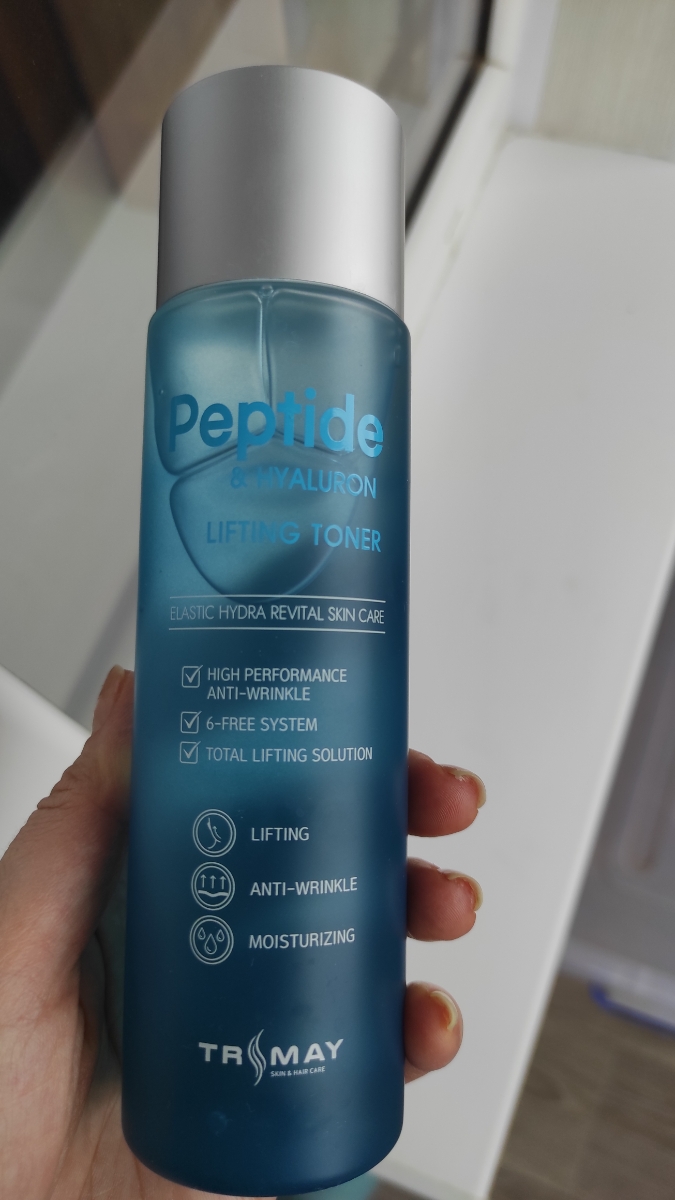 Peptide
& HYALURON
LIFTING TONER
ELASTIC HYDRA REVITAL SKIN CARE
HIGH PERFORMANCE
ANTI-WRINKLE
6-FREE SYSTEM
TOTAL LIFTING SOLUTION
LIFTING
ANTI-WRINKLE
MOISTURIZING
TRIMAY
SKIN & HAIR CARE